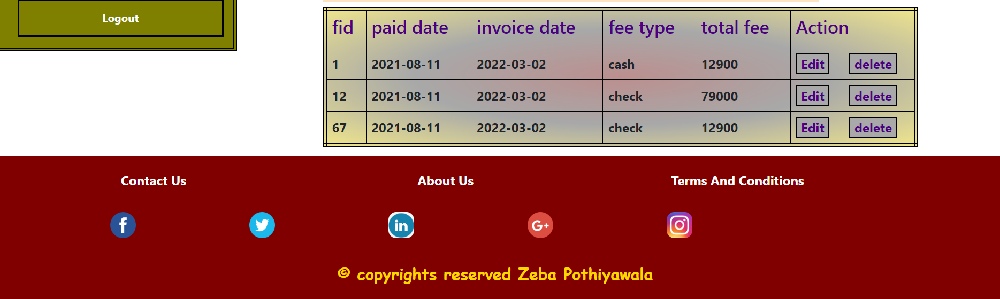 Logout
fid paid date invoice date fee type total fee Action
1 2021-08-11 2022-03-02 cash 12900 Edit delete
12 2021-08-11 2022-03-02 check 79000 Edit delete
67 2021-08-11 2022-03-02 check 12900 Edit delete
Contact Us About Us Terms And Conditions
f in G+
© copyrights reserved Zeba Pothiyawala